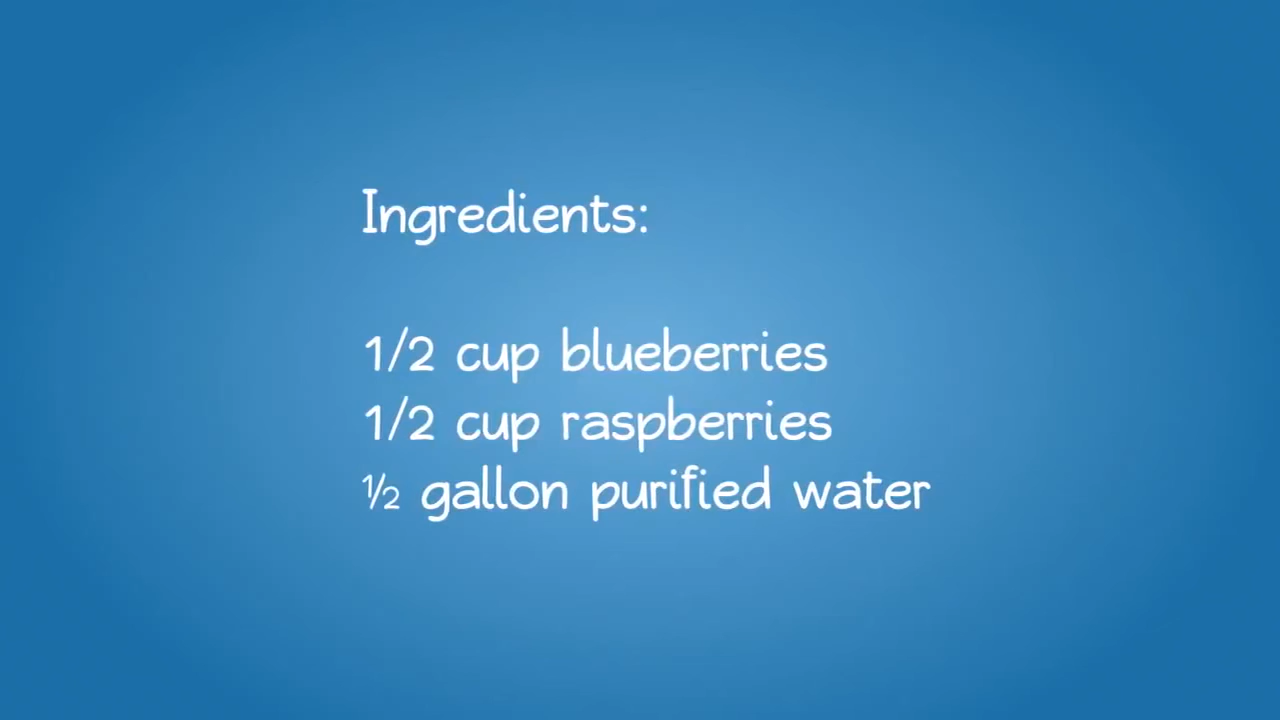 Ingredients:
1/2 cup blueberries
1/2 cup raspberries
½ gallon purified water